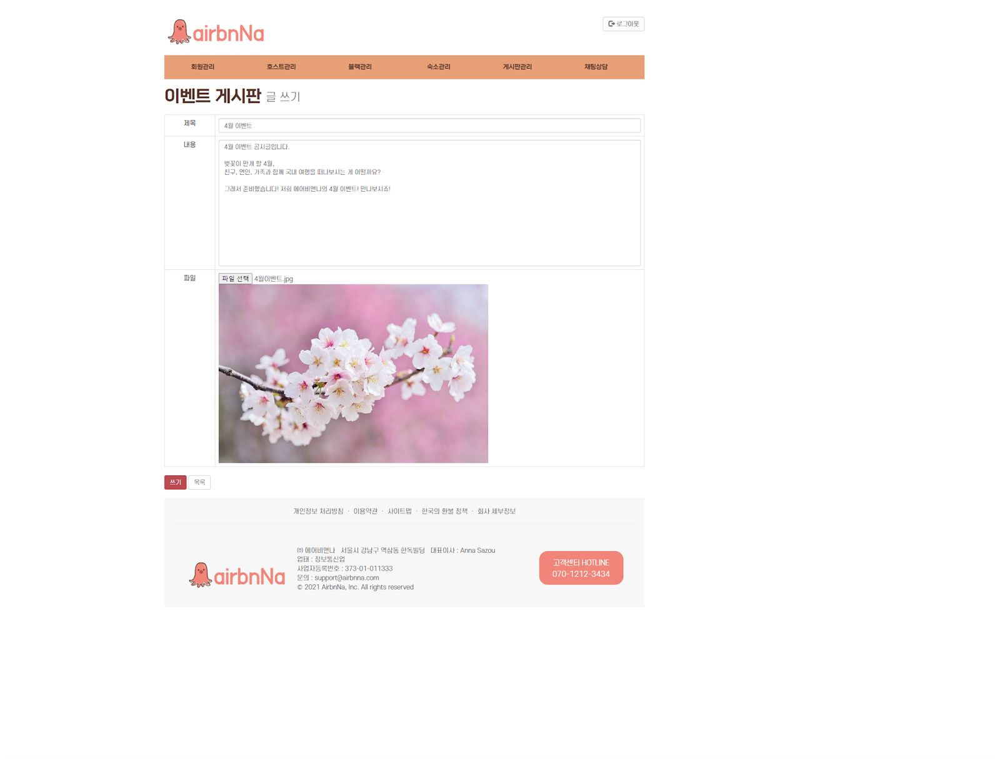 airbnNa
로그아웃
회원관리 호스트관리 블랙관리 숙소관리 게시판관리 채팅상담
이벤트 게시판 글 쓰기
제목 4월 이벤트
내용
4월 이벤트 공시글입니다.
벚꽃이 만개 할 4월,
친구, 연인, 가족과 함께 국내 여행을 떠나보시는 게 어떨까요?
그래서 준비했습니다! 저희 에어비앤나의 4월 이벤트! 만나보시죠!
파일 파일 선택 4월이벤트.jpg
쓰기 목록
개인정보 처리방침 · 이용약관 · 사이트맵 · 한국의 환불 정책 · 회사 세부정보
㈜ 에어비앤나 서울시 강남구 역삼동 한독빌딩 대표이사 : Anna Sazou
업태 : 정보통신업
사업자등록번호 : 373-01-011333
문의 : support@airbnna.com
© 2021 AirbnNa, Inc. All rights reserved
airbnNa
고객센터 HOTLINE
070-1212-3434